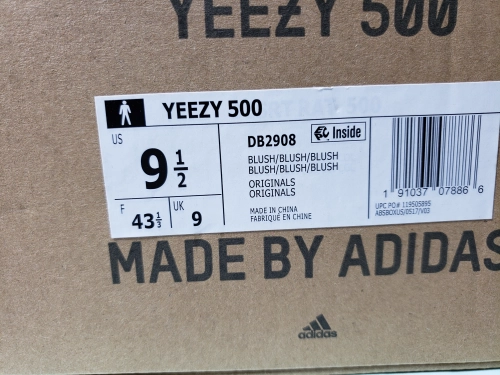 YEEZY 500
YEEZY 500
US
9 1/2
F
43 1/3
UK
9
DB2908
Inside
BLUSH/BLUSH/BLUSH
BLUSH/BLUSH/BLUSH
ORIGINALS
ORIGINALS
MADE IN CHINA
FABRIQUE EN CHINE
1 91037 07886 6
UPC PO# 119505895
ABSBOXUS/0517/V03
MADE BY ADIDAS
adidas